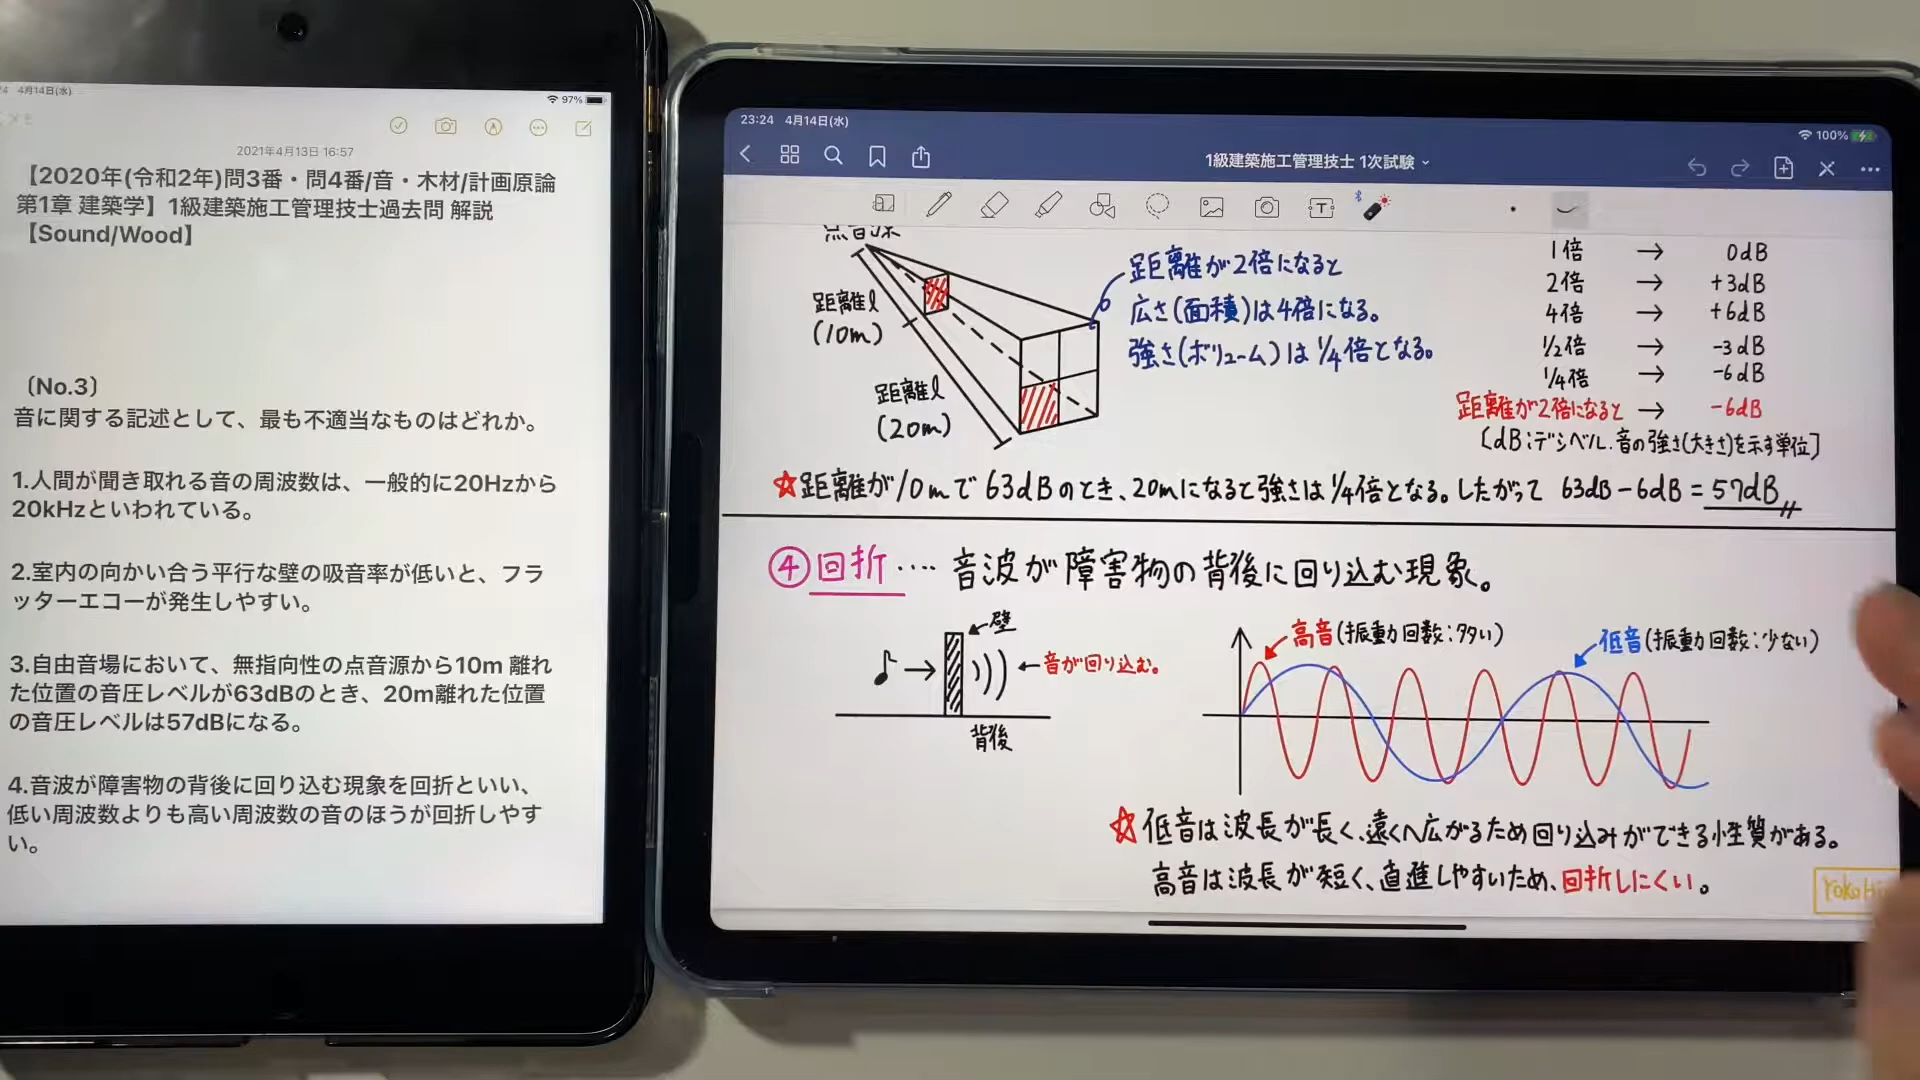 4月14日(水)
97%
2021年4月13日 16:57
【2020年(令和2年)問3番・問4番/音・木材/計画原論
第1章 建築学】1級建築施工管理技士過去問 解説
【Sound/Wood】
〔No.3〕
音に関する記述として、最も不適当なものはどれか。
1.人間が聞き取れる音の周波数は、一般的に20Hzから
20kHzといわれている。
2.室内の向かい合う平行な壁の吸音率が低いと、フラ
ッターエコーが発生しやすい。
3.自由音場において、無指向性の点音源から10m 離れ
た位置の音圧レベルが63dBのとき、20m離れた位置
の音圧レベルは57dBになる。
4.音波が障害物の背後に回り込む現象を回折といい、
低い周波数よりも高い周波数の音のほうが回折しやす
い。
23:24 4月14日(水)
100%
1級建築施工管理技士 1次試験
点音源
距離ℓ
(10m)
距離ℓ
(20m)
距離が2倍になると
広さ(面積)は4倍になる。
強さ(ボリューム)は1/4倍となる。
1倍 → 0dB
2倍 → +3dB
4倍 → +6dB
1/2倍 → -3dB
1/4倍 → -6dB
距離が2倍になると → -6dB
〔dB:デシベル.音の強さ(大きさ)を示す単位〕
☆距離が10mで63dBのとき、20mになると強さは1/4倍となる。したがって 63dB-6dB=57dB
④回折‥‥音波が障害物の背後に回り込む現象。
壁
音が回り込む。
背後
高音(振動回数:多い)
低音(振動回数:少ない)
☆低音は波長が長く、遠くへ広がるため回り込みができる性質がある。
高音は波長が短く、直進しやすいため、回折しにくい。